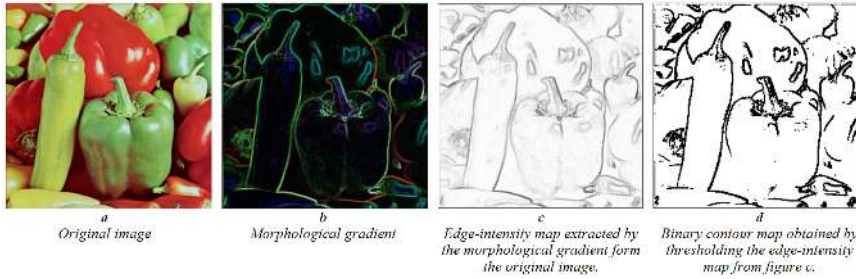 a
Original image
b
Morphological gradient
c
Edge-intensity map extracted by
the morphological gradient form
the original image.
d
Binary contour map obtained by
thresholding the edge-intensity
map from figure c.